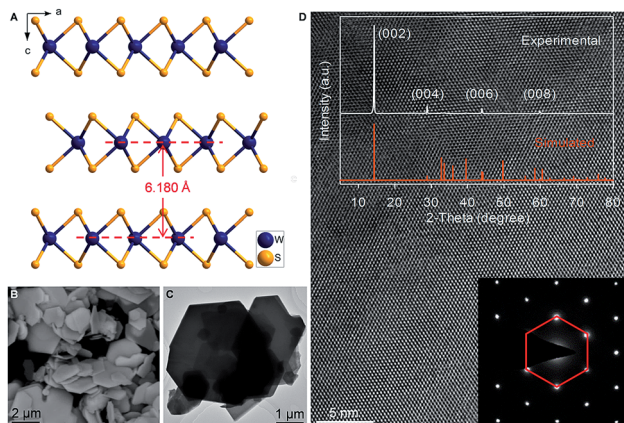 A
a
c
6.180 Å
W
S
B
2 μm
C
1 μm
D
Intensity (a.u.)
(002)
Experimental
(004)
(006)
(008)
Simulated
10 20 30 40 50 60 70 80
2-Theta (degree)
5 nm